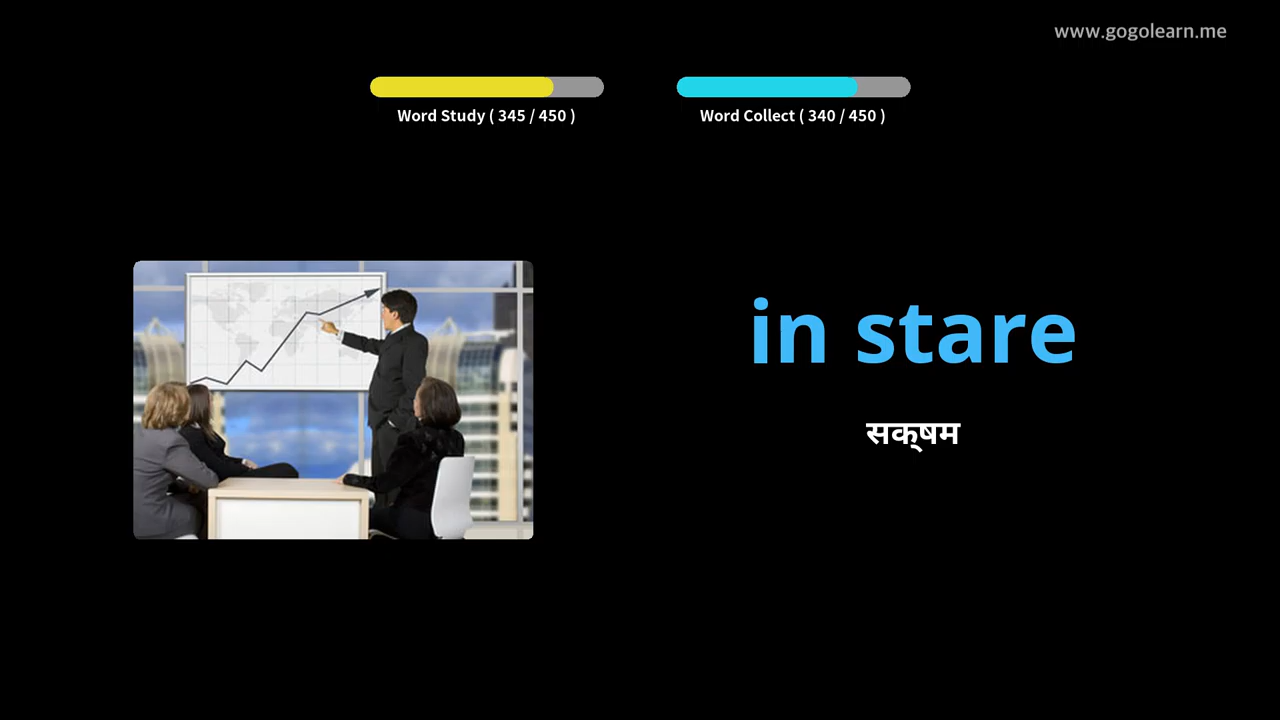 www.gogolearn.me
Word Study ( 345 / 450 )
Word Collect ( 340 / 450 )
in stare
सक्षम